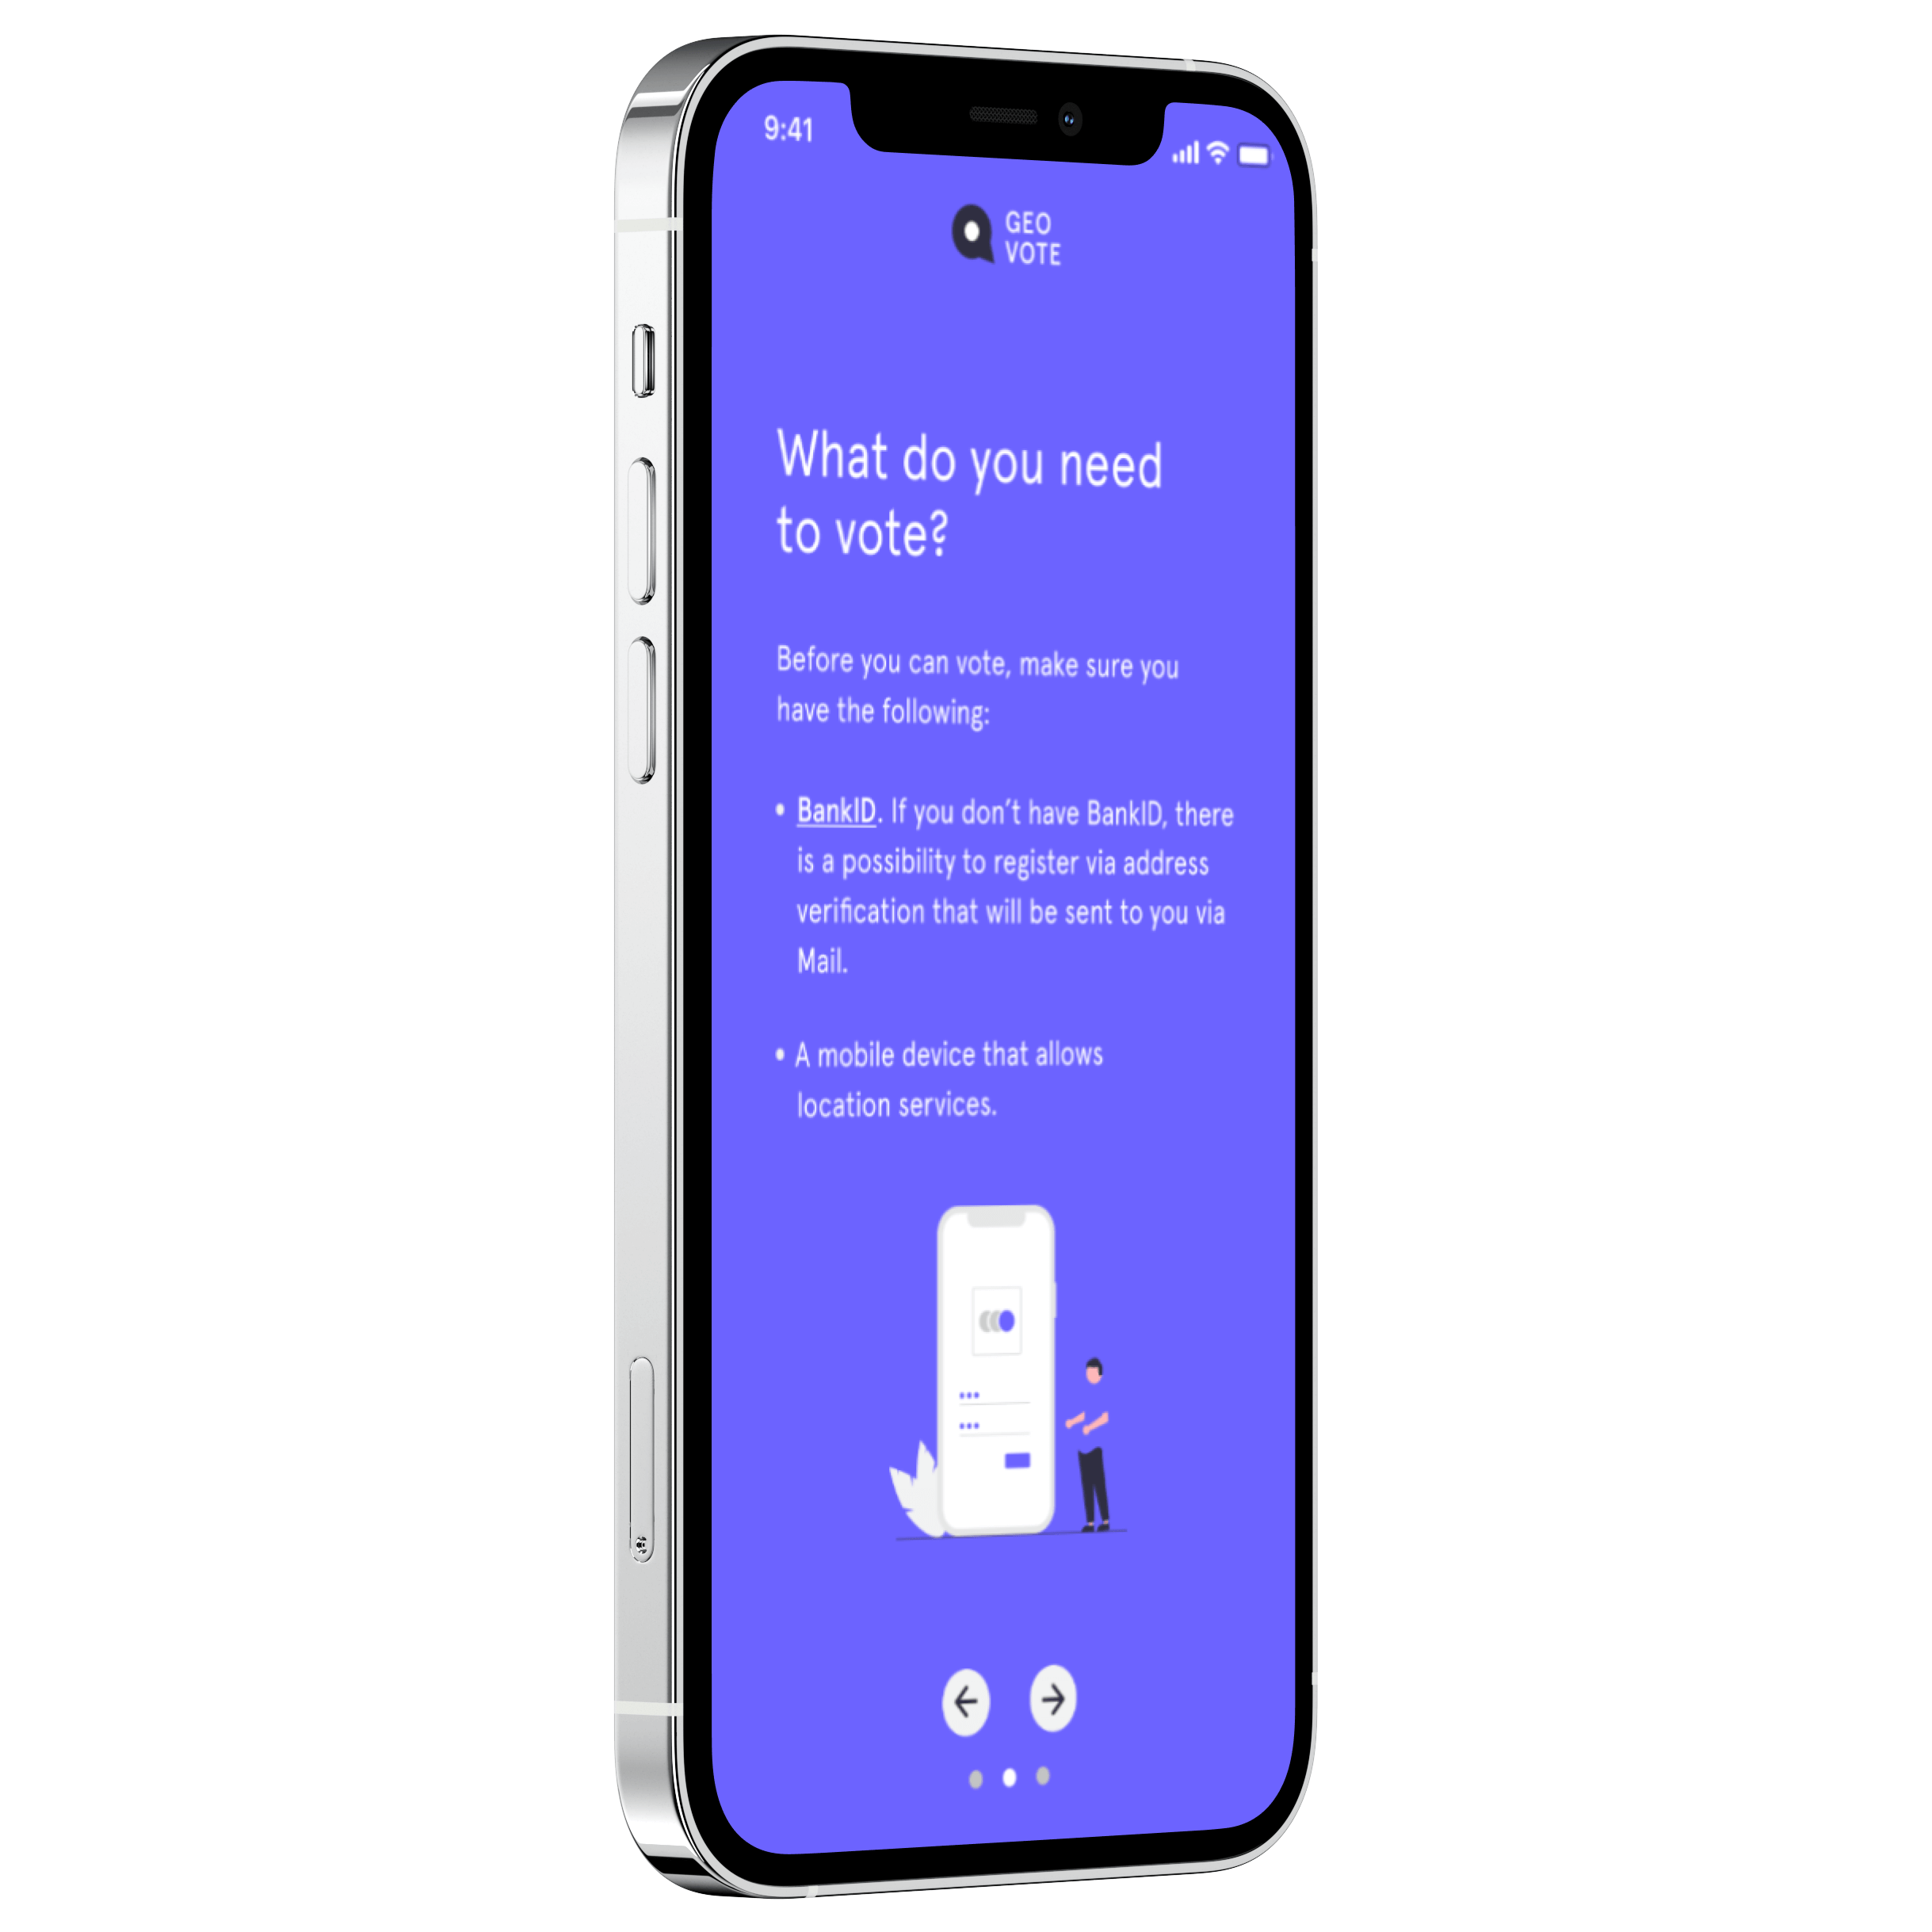 9:41
GEO
VOTE
What do you need
to vote?
Before you can vote, make sure you
have the following:
• BankID. If you don't have BankID, there
is a possibility to register via address
verification that will be sent to you via
Mail.
• A mobile device that allows
location services.